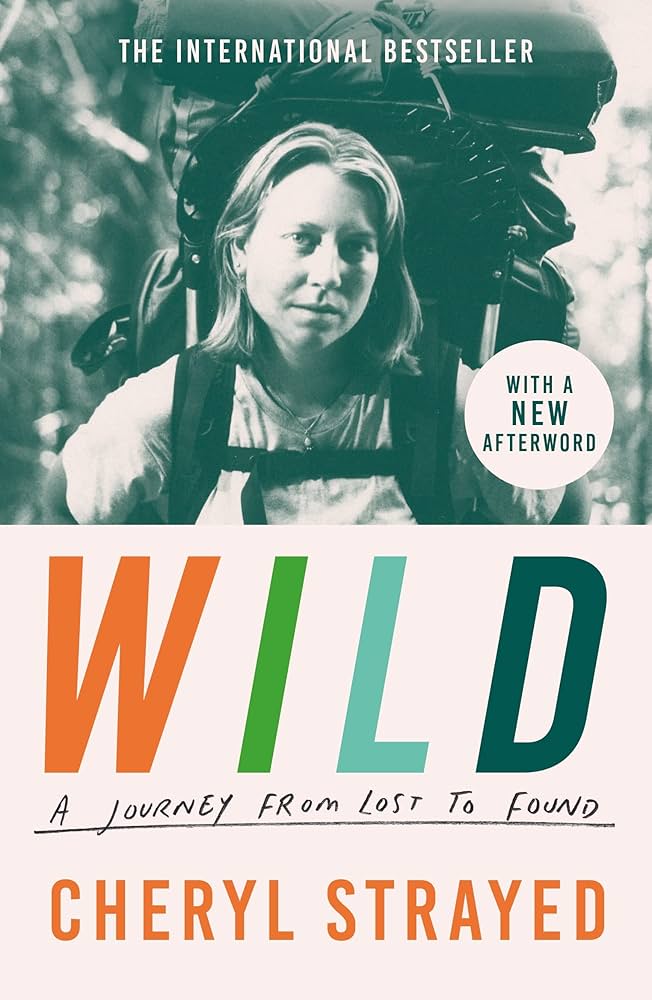 THE INTERNATIONAL BESTSELLER
WITH A
NEW
AFTERWORD
WILD
A JOURNEY FROM LOST TO FOUND
CHERYL STRAYED